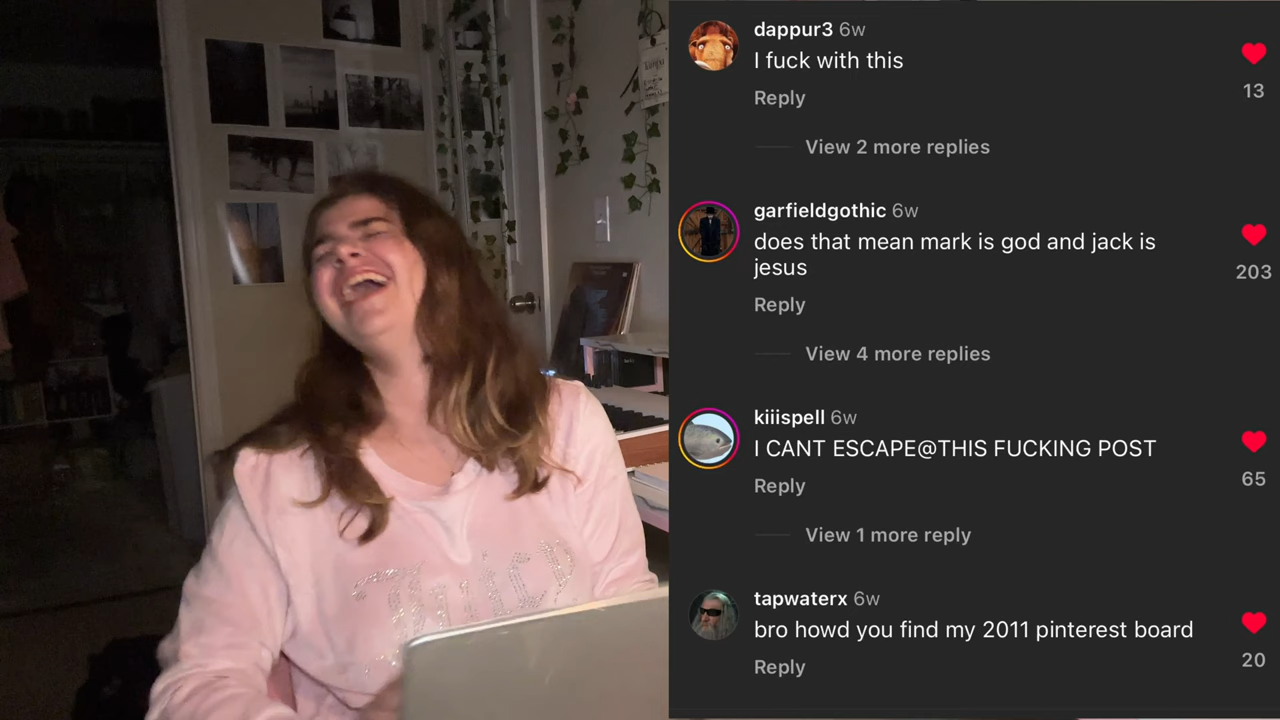 Juicy
dappur3 6w
I fuck with this
Reply
13
View 2 more replies
garfieldgothic 6w
does that mean mark is god and jack is
jesus
Reply
203
View 4 more replies
kiiispell 6w
I CANT ESCAPE@THIS FUCKING POST
Reply
65
View 1 more reply
tapwaterx 6w
bro howd you find my 2011 pinterest board
Reply
20